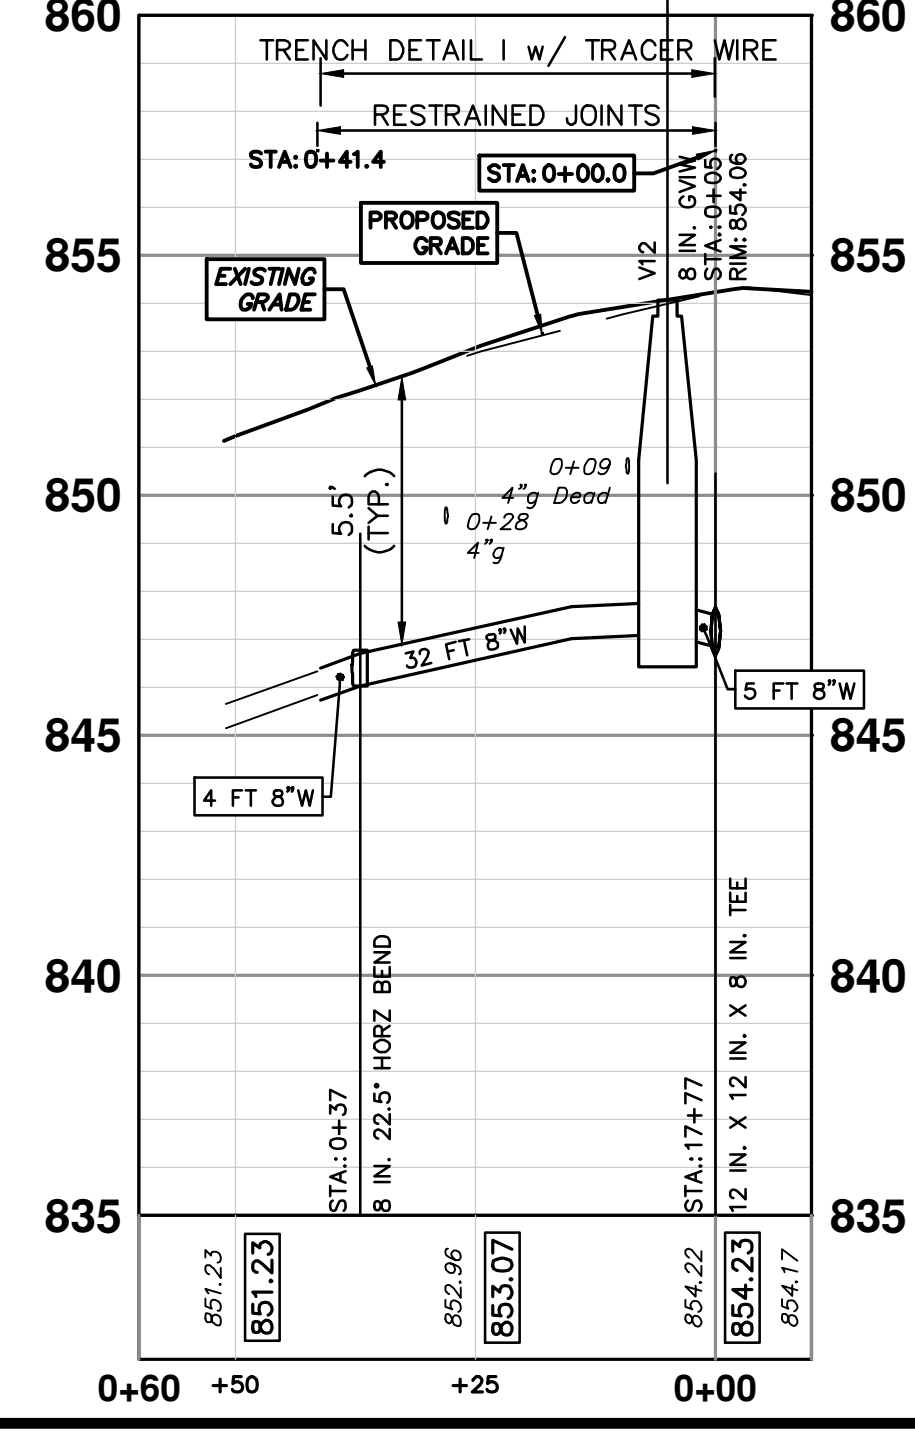 860
860
TRENCH DETAIL I w/ TRACER WIRE
RESTRAINED JOINTS
STA: 0+41.4
STA: 0+00.0
V12
8 IN. GVIW
STA.: 0+05
RIM: 854.06
PROPOSED
GRADE
855
855
EXISTING
GRADE
5.5'
(TYP.)
0+09
4"g Dead
850
850
0+28
4"g
32 FT 8"W
5 FT 8"W
845
845
4 FT 8"W
840
840
STA.: 0+37
8 IN. 22.5° HORZ BEND
STA.: 17+77
12 IN. X 12 IN. X 8 IN. TEE
835
835
851.23
851.23
852.96
853.07
854.22
854.23
854.17
0+60
+50
+25
0+00